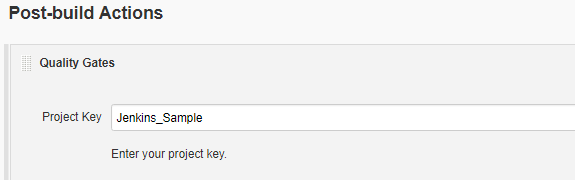 Post-build Actions
Quality Gates
Project Key Jenkins_Sample
Enter your project key.